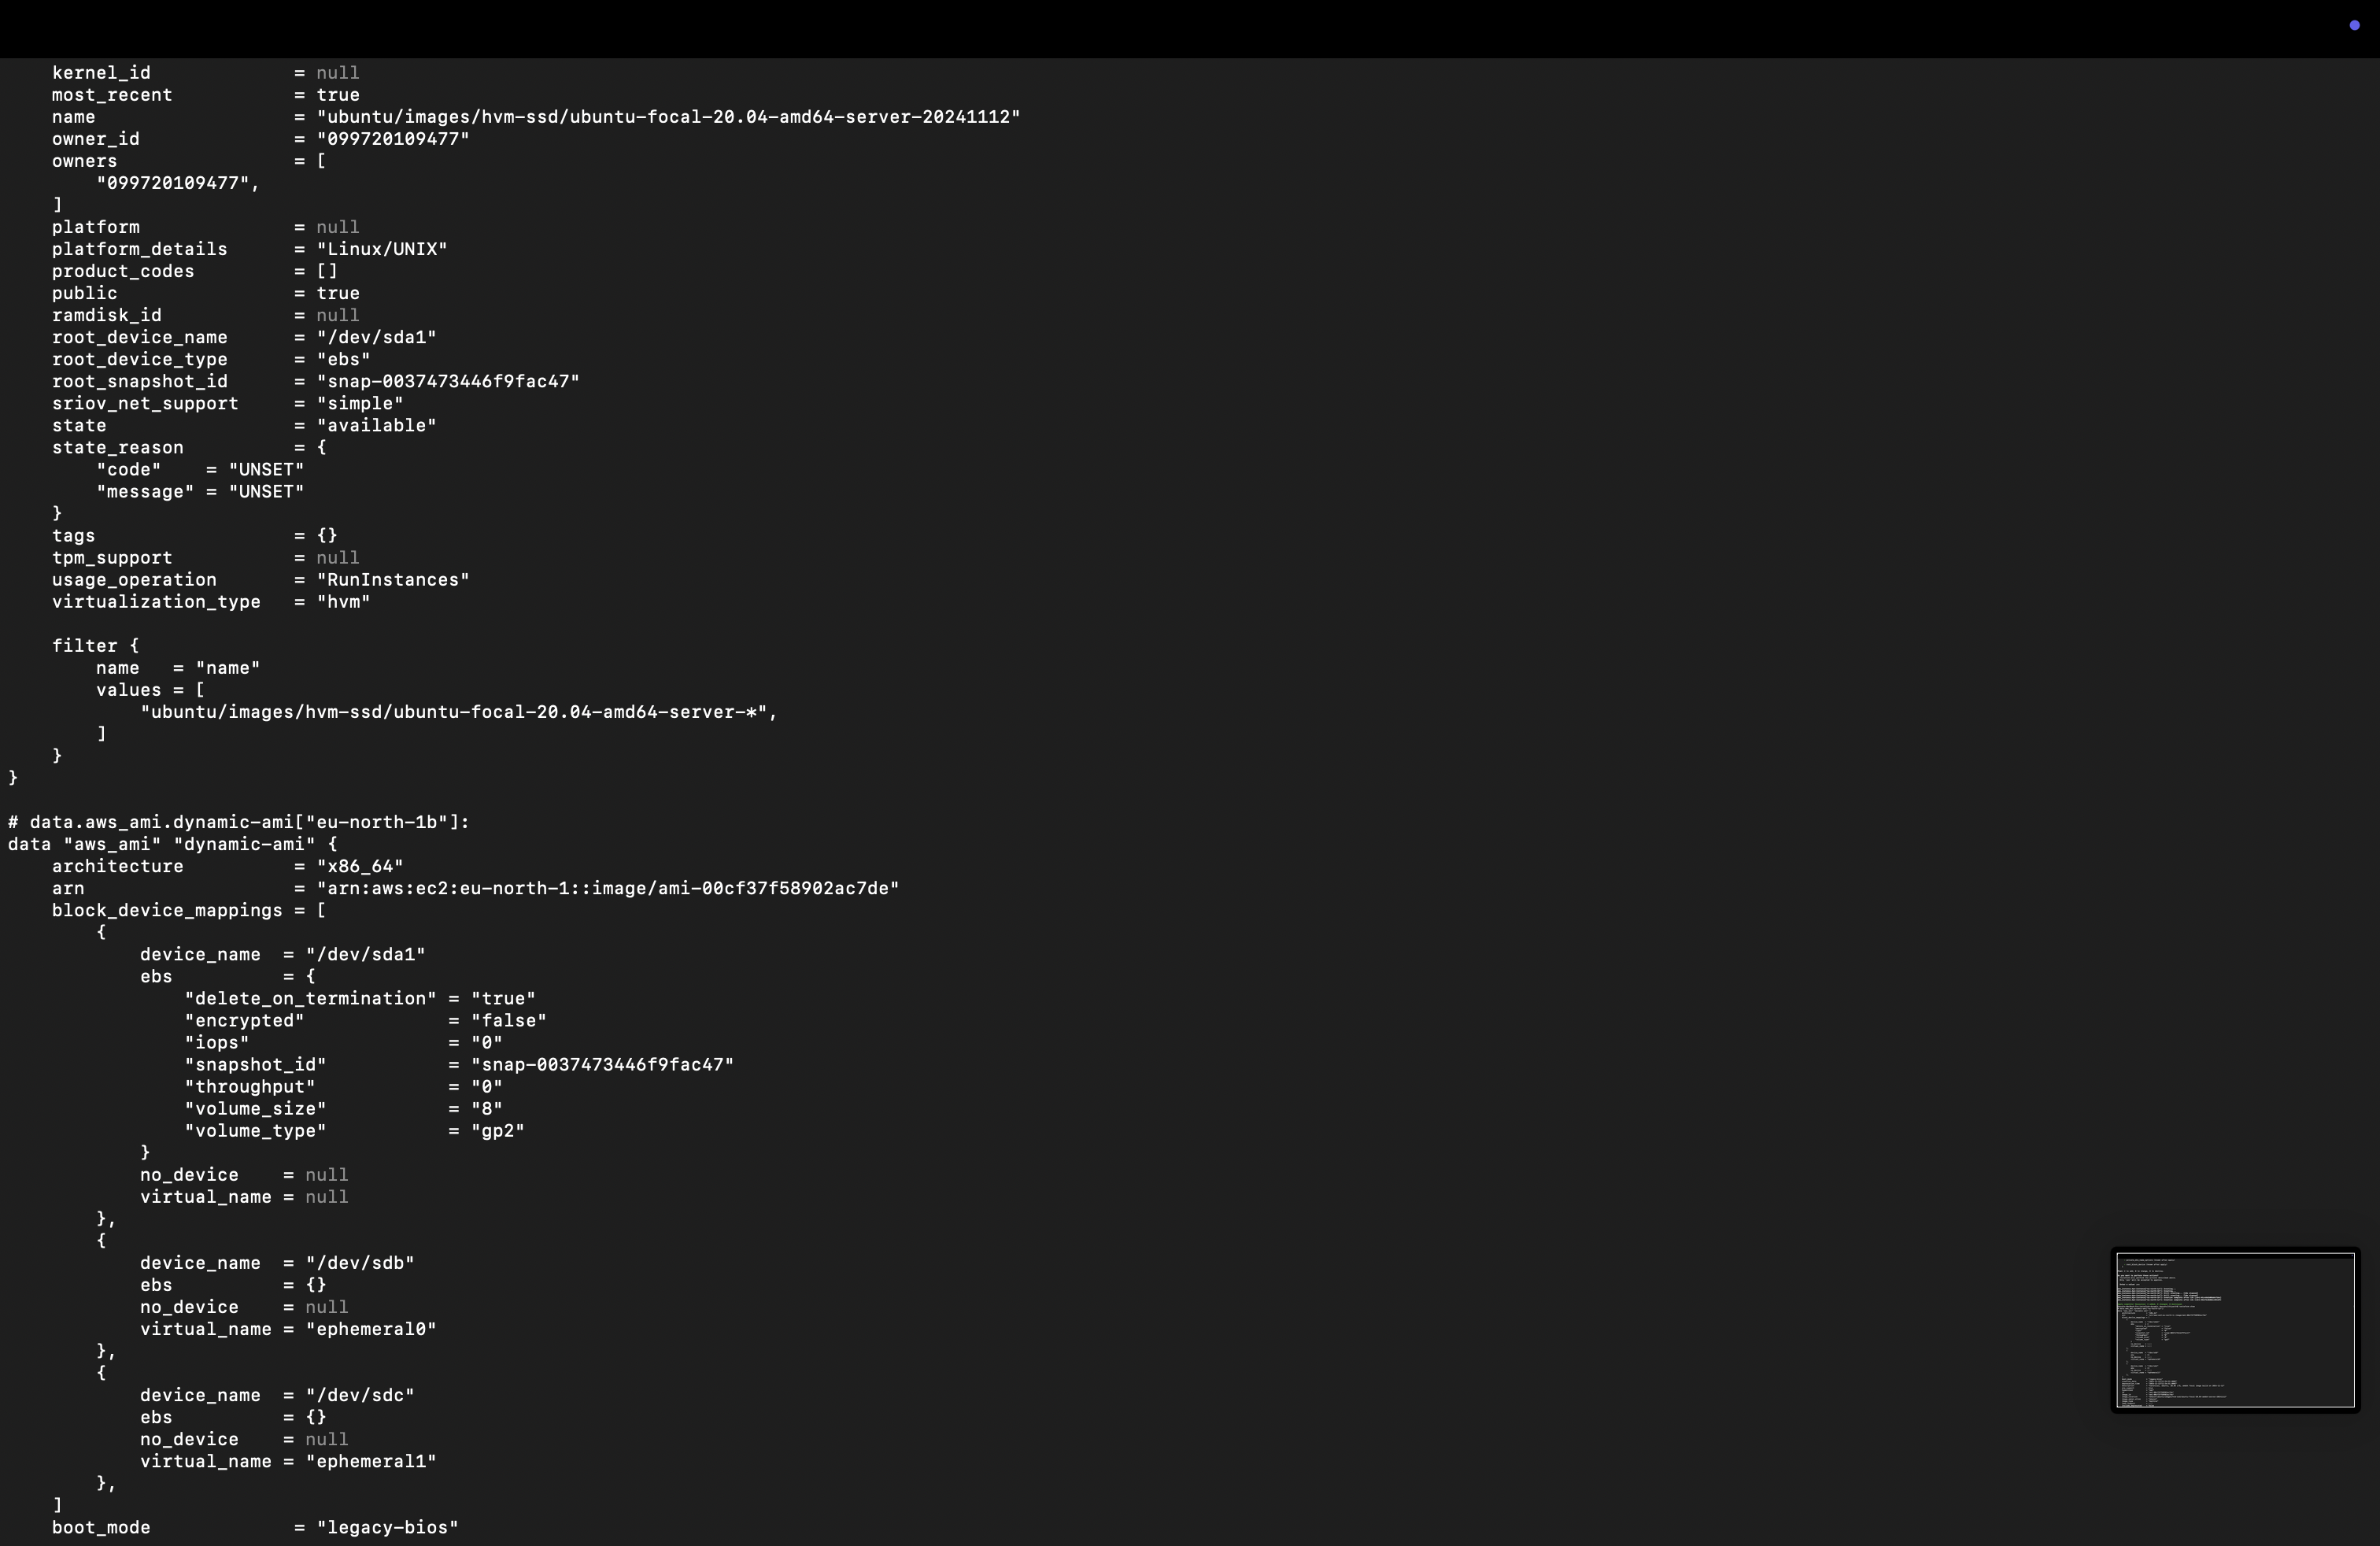 kernel_id             = null
    most_recent           = true
    name                  = "ubuntu/images/hvm-ssd/ubuntu-focal-20.04-amd64-server-20241112"
    owner_id              = "099720109477"
    owners                = [
        "099720109477",
    ]
    platform              = null
    platform_details      = "Linux/UNIX"
    product_codes         = []
    public                = true
    ramdisk_id            = null
    root_device_name      = "/dev/sda1"
    root_device_type      = "ebs"
    root_snapshot_id      = "snap-0037473446f9fac47"
    sriov_net_support     = "simple"
    state                 = "available"
    state_reason          = {
        "code"    = "UNSET"
        "message" = "UNSET"
    }
    tags                  = {}
    tpm_support           = null
    usage_operation       = "RunInstances"
    virtualization_type   = "hvm"

    filter {
        name   = "name"
        values = [
            "ubuntu/images/hvm-ssd/ubuntu-focal-20.04-amd64-server-*",
        ]
    }
}

# data.aws_ami.dynamic-ami["eu-north-1b"]:
data "aws_ami" "dynamic-ami" {
    architecture          = "x86_64"
    arn                   = "arn:aws:ec2:eu-north-1::image/ami-00cf37f58902ac7de"
    block_device_mappings = [
        {
            device_name  = "/dev/sda1"
            ebs          = {
                "delete_on_termination" = "true"
                "encrypted"             = "false"
                "iops"                  = "0"
                "snapshot_id"           = "snap-0037473446f9fac47"
                "throughput"            = "0"
                "volume_size"           = "8"
                "volume_type"           = "gp2"
            }
            no_device    = null
            virtual_name = null
        },
        {
            device_name  = "/dev/sdb"
            ebs          = {}
            no_device    = null
            virtual_name = "ephemeral0"
        },
        {
            device_name  = "/dev/sdc"
            ebs          = {}
            no_device    = null
            virtual_name = "ephemeral1"
        },
    ]
    boot_mode             = "legacy-bios"